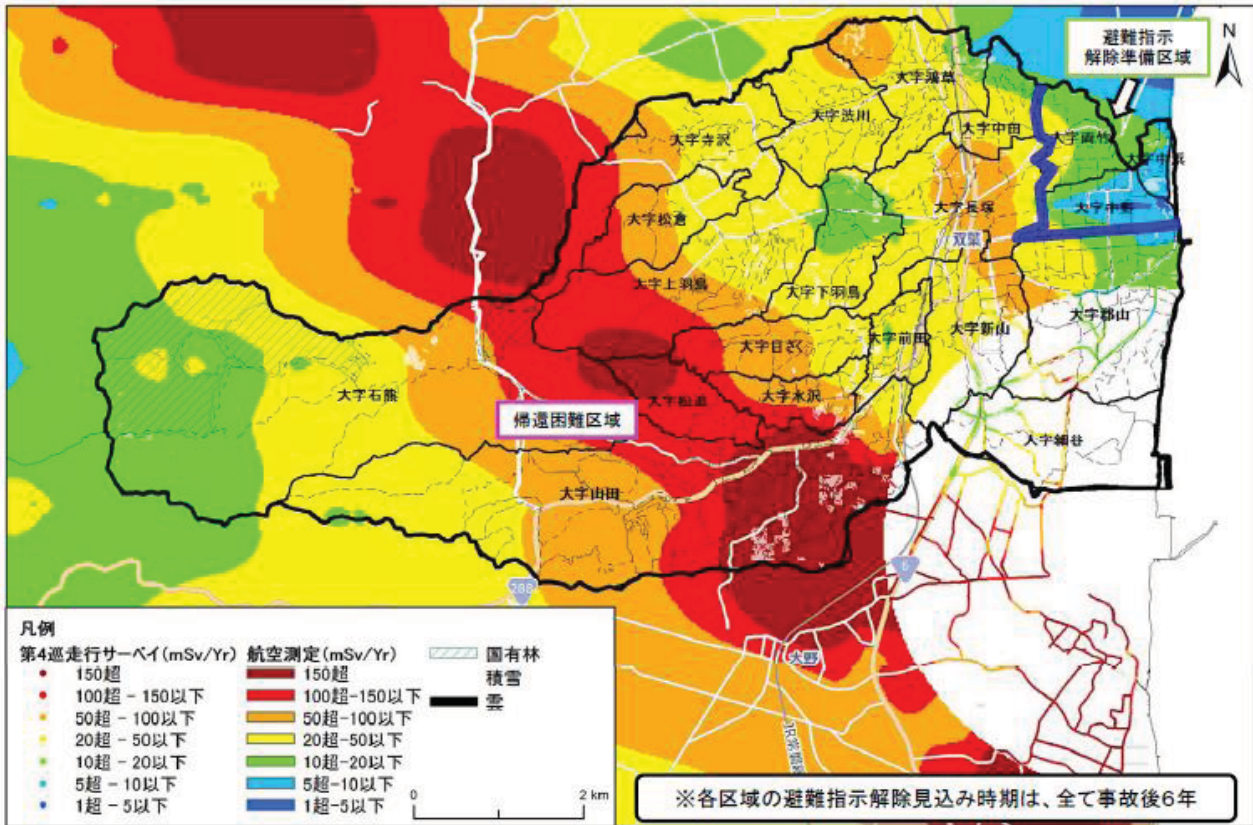 避難指示
解除準備区域
N
大字鴻草
大字渋川
大字中田
大字両竹
大字寺沢
大字中浜
大字松倉
大字長塚
大字中野
双葉
大字上羽鳥
大字下羽鳥
大字郡山
大字新山
大字目ざく
大字前田
大字石熊
大字松迫
大字水沢
帰還困難区域
大字細谷
大字山田
288
6
大野
JR常磐線
凡例
第4巡走行サーベイ(mSv/Yr) 航空測定(mSv/Yr) 国有林
150超 150超 積雪
100超 - 150以下 100超-150以下 雲
50超 - 100以下 50超-100以下
20超 - 50以下 20超-50以下
10超 - 20以下 10超-20以下
5超 - 10以下 5超-10以下
1超 - 5以下 1超-5以下
0 2 km
※各区域の避難指示解除見込み時期は、全て事故後6年